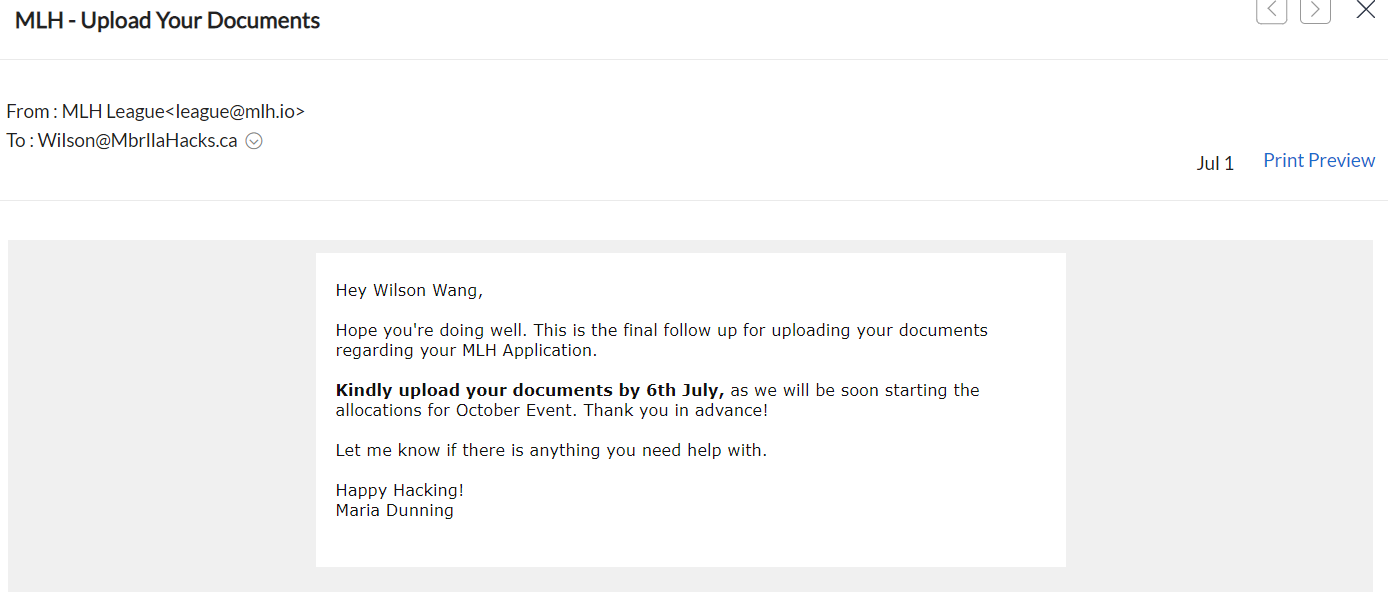 MLH - Upload Your Documents
From : MLH League<league@mlh.io>
To : Wilson@MbrllaHacks.ca
Jul 1 Print Preview
Hey Wilson Wang,
Hope you're doing well. This is the final follow up for uploading your documents
regarding your MLH Application.
Kindly upload your documents by 6th July, as we will be soon starting the
allocations for October Event. Thank you in advance!
Let me know if there is anything you need help with.
Happy Hacking!
Maria Dunning